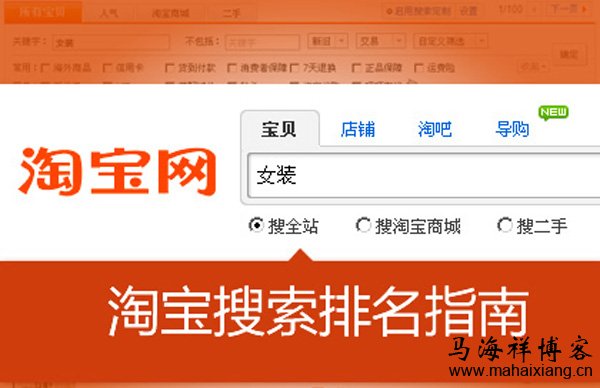 所有宝贝 人气 淘宝商城 二手 启用搜索定制 设置 1/100 下一页
关键字: 女装 不包括: 关键字 新旧 交易 自定义筛选 确定
常用: 海外商品 信用卡 货到付款 消费者保障 7天退换 正品保障 运费险 收起
宝贝 店铺 淘吧 导购 NEW
淘宝网
女装
搜全站 搜淘宝商城 搜二手
淘宝搜索排名指南
马海祥博客
www.mahaixiang.cn